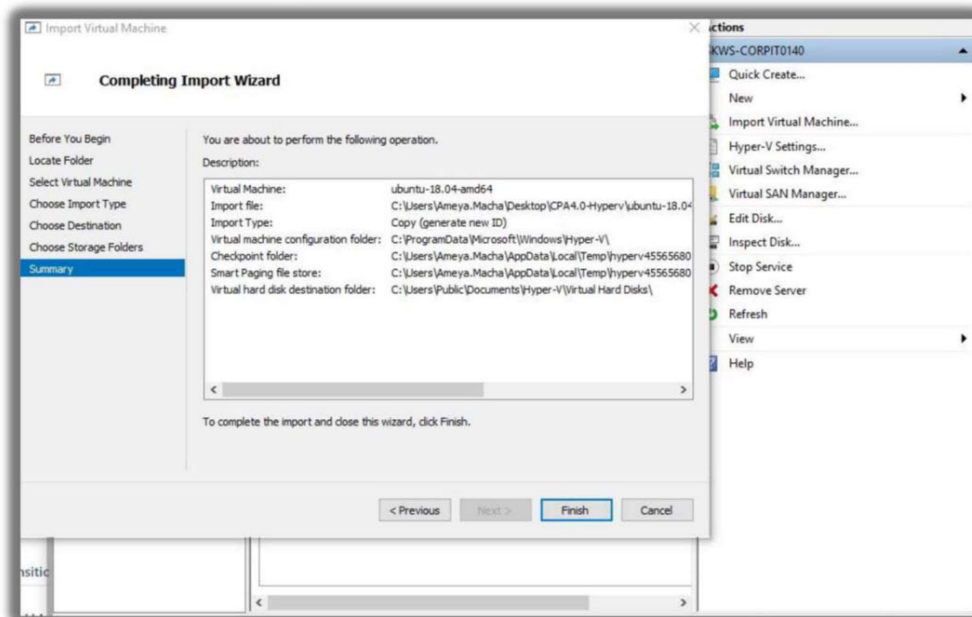 Import Virtual Machine
Completing Import Wizard
Before You Begin
Locate Folder
Select Virtual Machine
Choose Import Type
Choose Destination
Choose Storage Folders
Summary
You are about to perform the following operation.
Description:
Virtual Machine: ubuntu-18.04-amd64
Import file: C:\Users\Ameya.Macha\Desktop\CPA4.0-Hyperv\ubuntu-18.04
Import Type: Copy (generate new ID)
Virtual machine configuration folder: C:\ProgramData\Microsoft\Windows\Hyper-V\
Checkpoint folder: C:\Users\Ameya.Macha\AppData\Local\Temp\hyperv45565680
Smart Paging file store: C:\Users\Ameya.Macha\AppData\Local\Temp\hyperv45565680
Virtual hard disk destination folder: C:\Users\Public\Documents\Hyper-V\Virtual Hard Disks\
To complete the import and close this wizard, click Finish.
< Previous
Next >
Finish
Cancel
ctions
KWS-CORPIT0140
Quick Create...
New
Import Virtual Machine...
Hyper-V Settings...
Virtual Switch Manager...
Virtual SAN Manager...
Edit Disk...
Inspect Disk...
Stop Service
Remove Server
Refresh
View
Help
nsitic